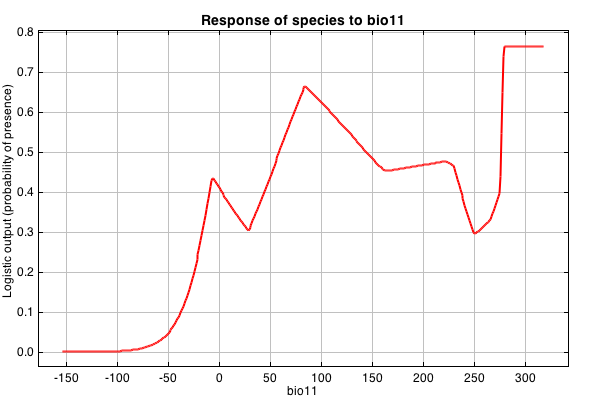 Response of species to bio11
Logistic output (probability of presence)
0.8
0.7
0.6
0.5
0.4
0.3
0.2
0.1
0.0
-150 -100 -50 0 50 100 150 200 250 300
bio11